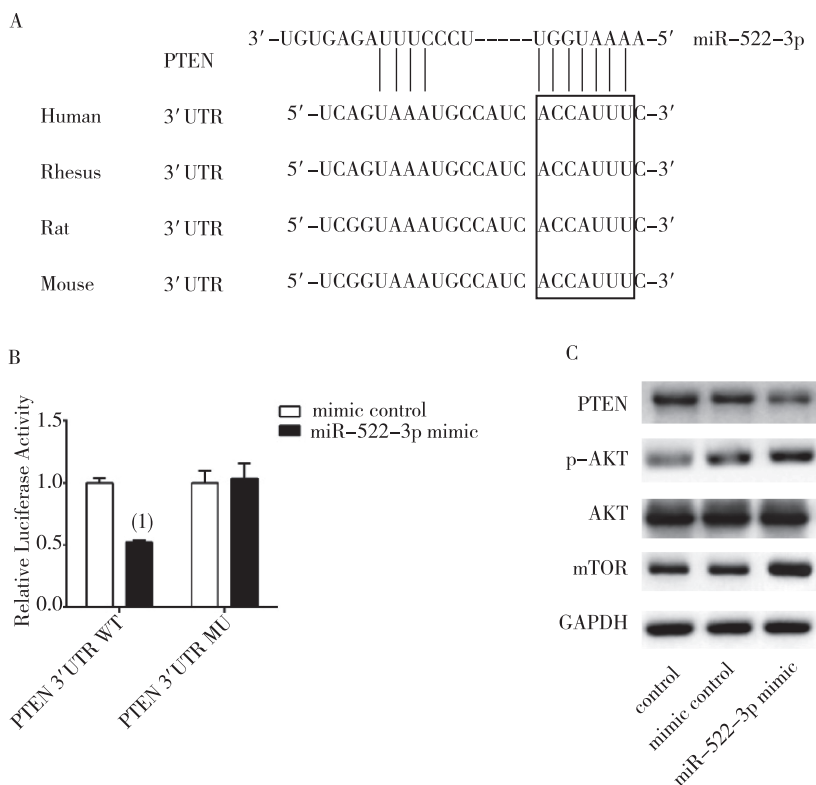 A
3′-UGUGAGAUUUCCCU-----UGGUAAAA-5′ miR-522-3p
PTEN
Human 3′UTR 5′-UCAGUAAAUGCCAUC ACCAUUUC-3′
Rhesus 3′UTR 5′-UCAGUAAAUGCCAUC ACCAUUUC-3′
Rat 3′UTR 5′-UCGGUAAAUGCCAUC ACCAUUUC-3′
Mouse 3′UTR 5′-UCGGUAAAUGCCAUC ACCAUUUC-3′
B
Relative Luciferase Activity
1.5
1.0
0.5
0.0
(1)
mimic control
miR-522-3p mimic
PTEN 3′UTR WT
PTEN 3′UTR MU
C
PTEN
p-AKT
AKT
mTOR
GAPDH
control
mimic control
miR-522-3p mimic